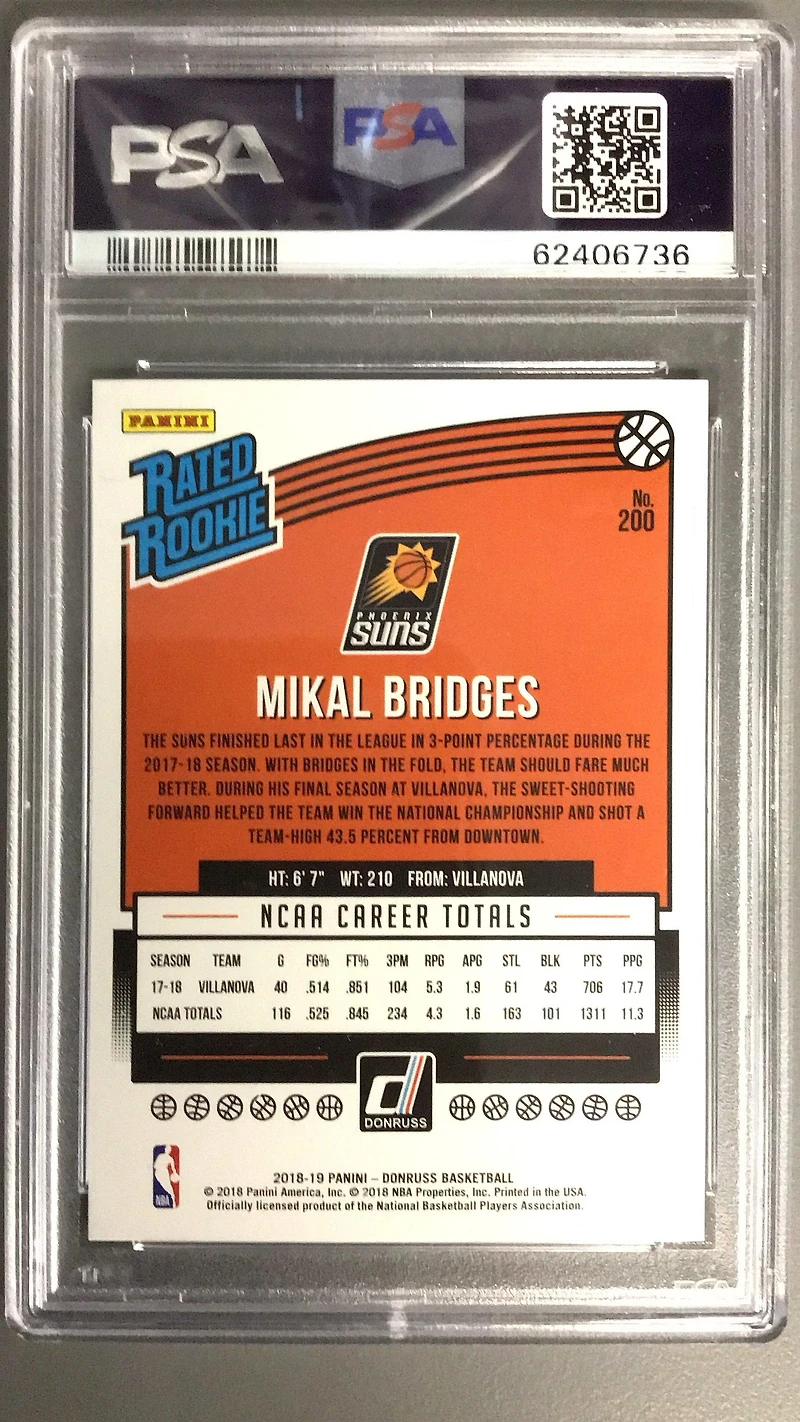 PSA
PSA
62406736
PANINI
RATED
ROOKIE
No.
200
PHOENIX
SUNS
MIKAL BRIDGES
THE SUNS FINISHED LAST IN THE LEAGUE IN 3-POINT PERCENTAGE DURING THE
2017-18 SEASON. WITH BRIDGES IN THE FOLD, THE TEAM SHOULD FARE MUCH
BETTER. DURING HIS FINAL SEASON AT VILLANOVA, THE SWEET-SHOOTING
FORWARD HELPED THE TEAM WIN THE NATIONAL CHAMPIONSHIP AND SHOT A
TEAM-HIGH 43.5 PERCENT FROM DOWNTOWN.
HT: 6' 7" WT: 210 FROM: VILLANOVA
NCAA CAREER TOTALS
SEASON TEAM G FG% FT% 3PM RPG APG STL BLK PTS PPG
17-18 VILLANOVA 40 .514 .851 104 5.3 1.9 61 43 706 17.7
NCAA TOTALS 116 .525 .845 234 4.3 1.6 163 101 1311 11.3
d
DONRUSS
NBA
2018-19 PANINI – DONRUSS BASKETBALL
© 2018 Panini America, Inc. © 2018 NBA Properties, Inc. Printed in the USA.
Officially licensed product of the National Basketball Players Association.